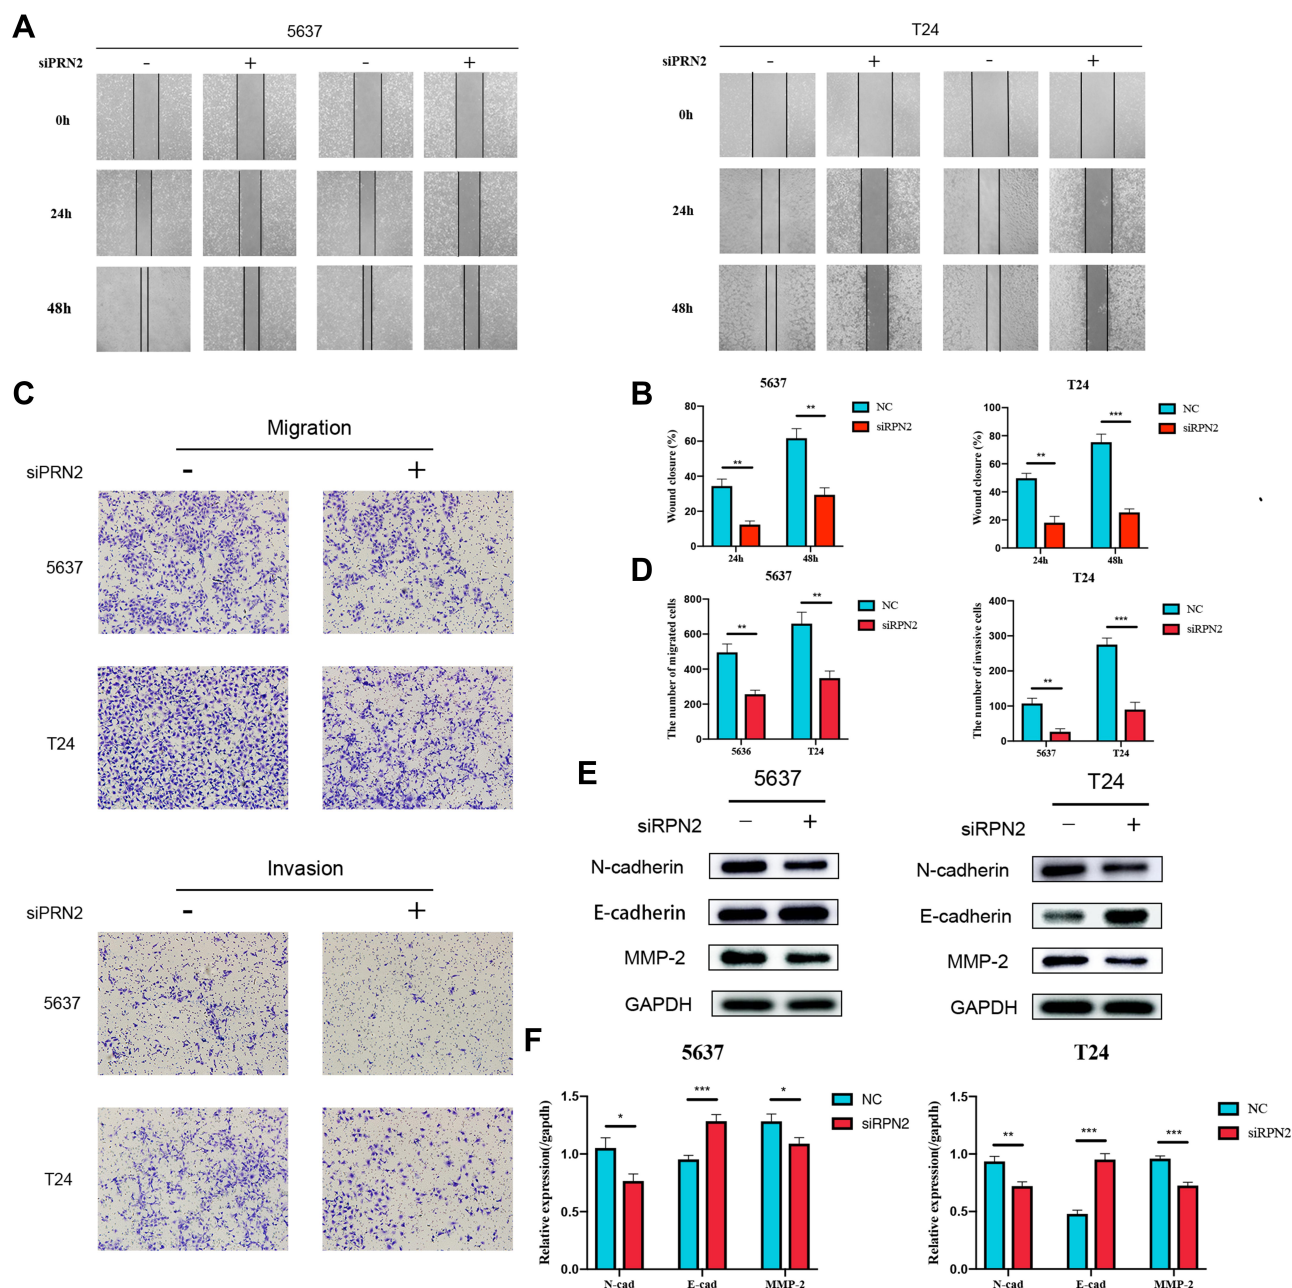 A
5637
siPRN2 - + - +
0h
24h
48h
T24
siPRN2 - + - +
0h
24h
48h
C
Migration
siPRN2 - +
5637
T24
Invasion
siPRN2 - +
5637
T24
B
5637
Wound closure (%)
80
60
40
20
0
** **
24h 48h
NC
siRPN2
T24
Wound closure (%)
100
80
60
40
20
0
** ***
24h 48h
NC
siRPN2
D
5637
The number of migrated cells
800
600
400
200
0
** **
5636 T24
NC
siRPN2
T24
The number of invasive cells
400
300
200
100
0
** ***
5637 T24
NC
siRPN2
E
5637
siRPN2 − +
N-cadherin
E-cadherin
MMP-2
GAPDH
T24
siRPN2 − +
N-cadherin
E-cadherin
MMP-2
GAPDH
F
5637
Relative expression(/gapdh)
1.5
1.0
0.5
0.0
* *** *
N-cad E-cad MMP-2
NC
siRPN2
T24
Relative expression(/gapdh)
1.5
1.0
0.5
0.0
** *** ***
N-cad E-cad MMP-2
NC
siRPN2